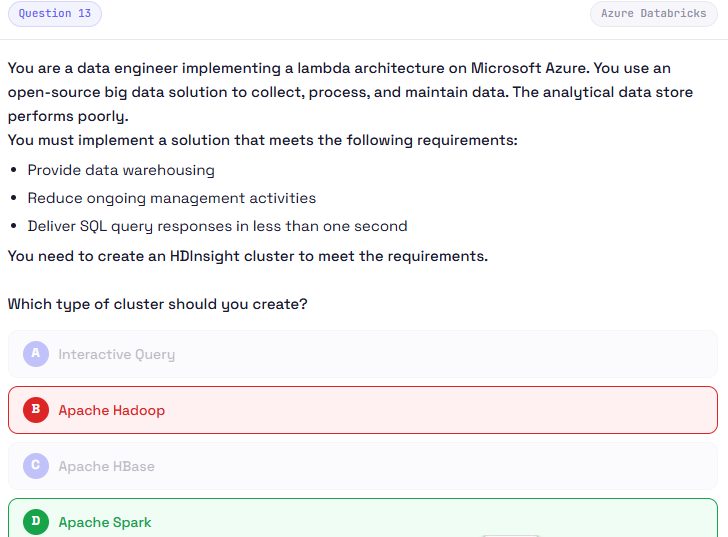 Question 13
Azure Databricks
You are a data engineer implementing a lambda architecture on Microsoft Azure. You use an
open-source big data solution to collect, process, and maintain data. The analytical data store
performs poorly.
You must implement a solution that meets the following requirements:
• Provide data warehousing
• Reduce ongoing management activities
• Deliver SQL query responses in less than one second
You need to create an HDInsight cluster to meet the requirements.
Which type of cluster should you create?
A Interactive Query
B Apache Hadoop
C Apache HBase
D Apache Spark